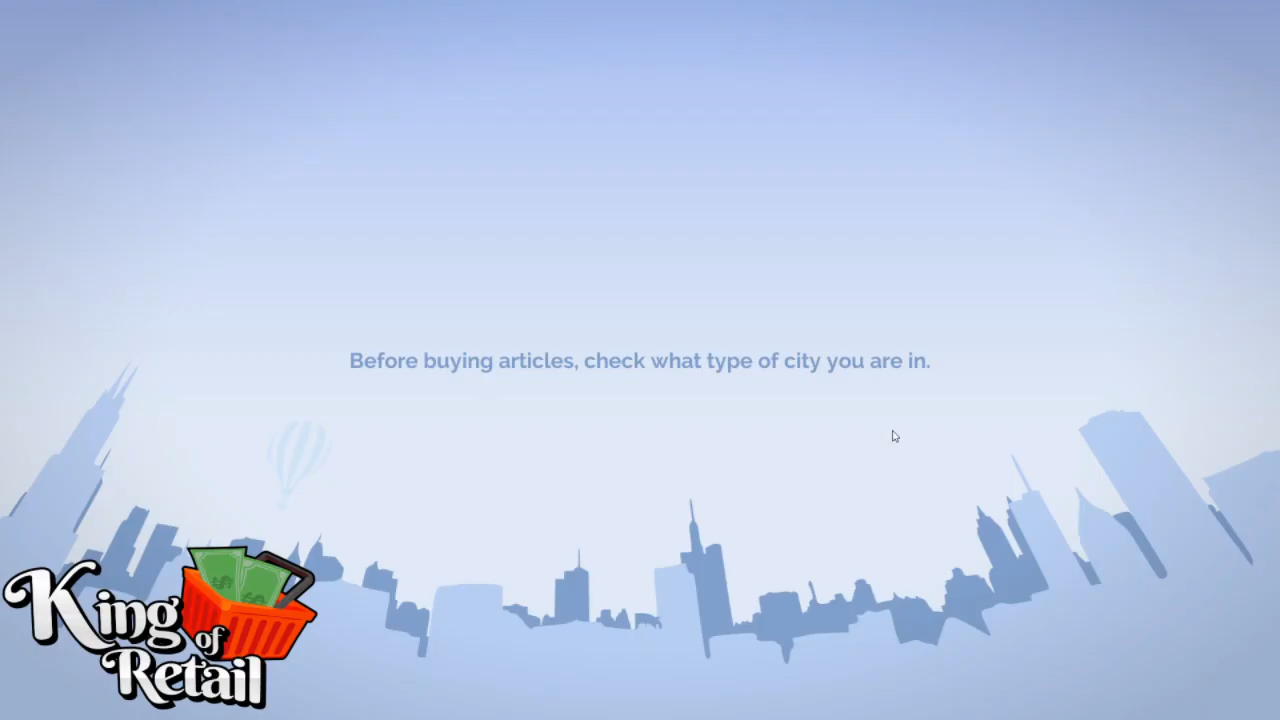 Before buying articles, check what type of city you are in.
King
of
Retail